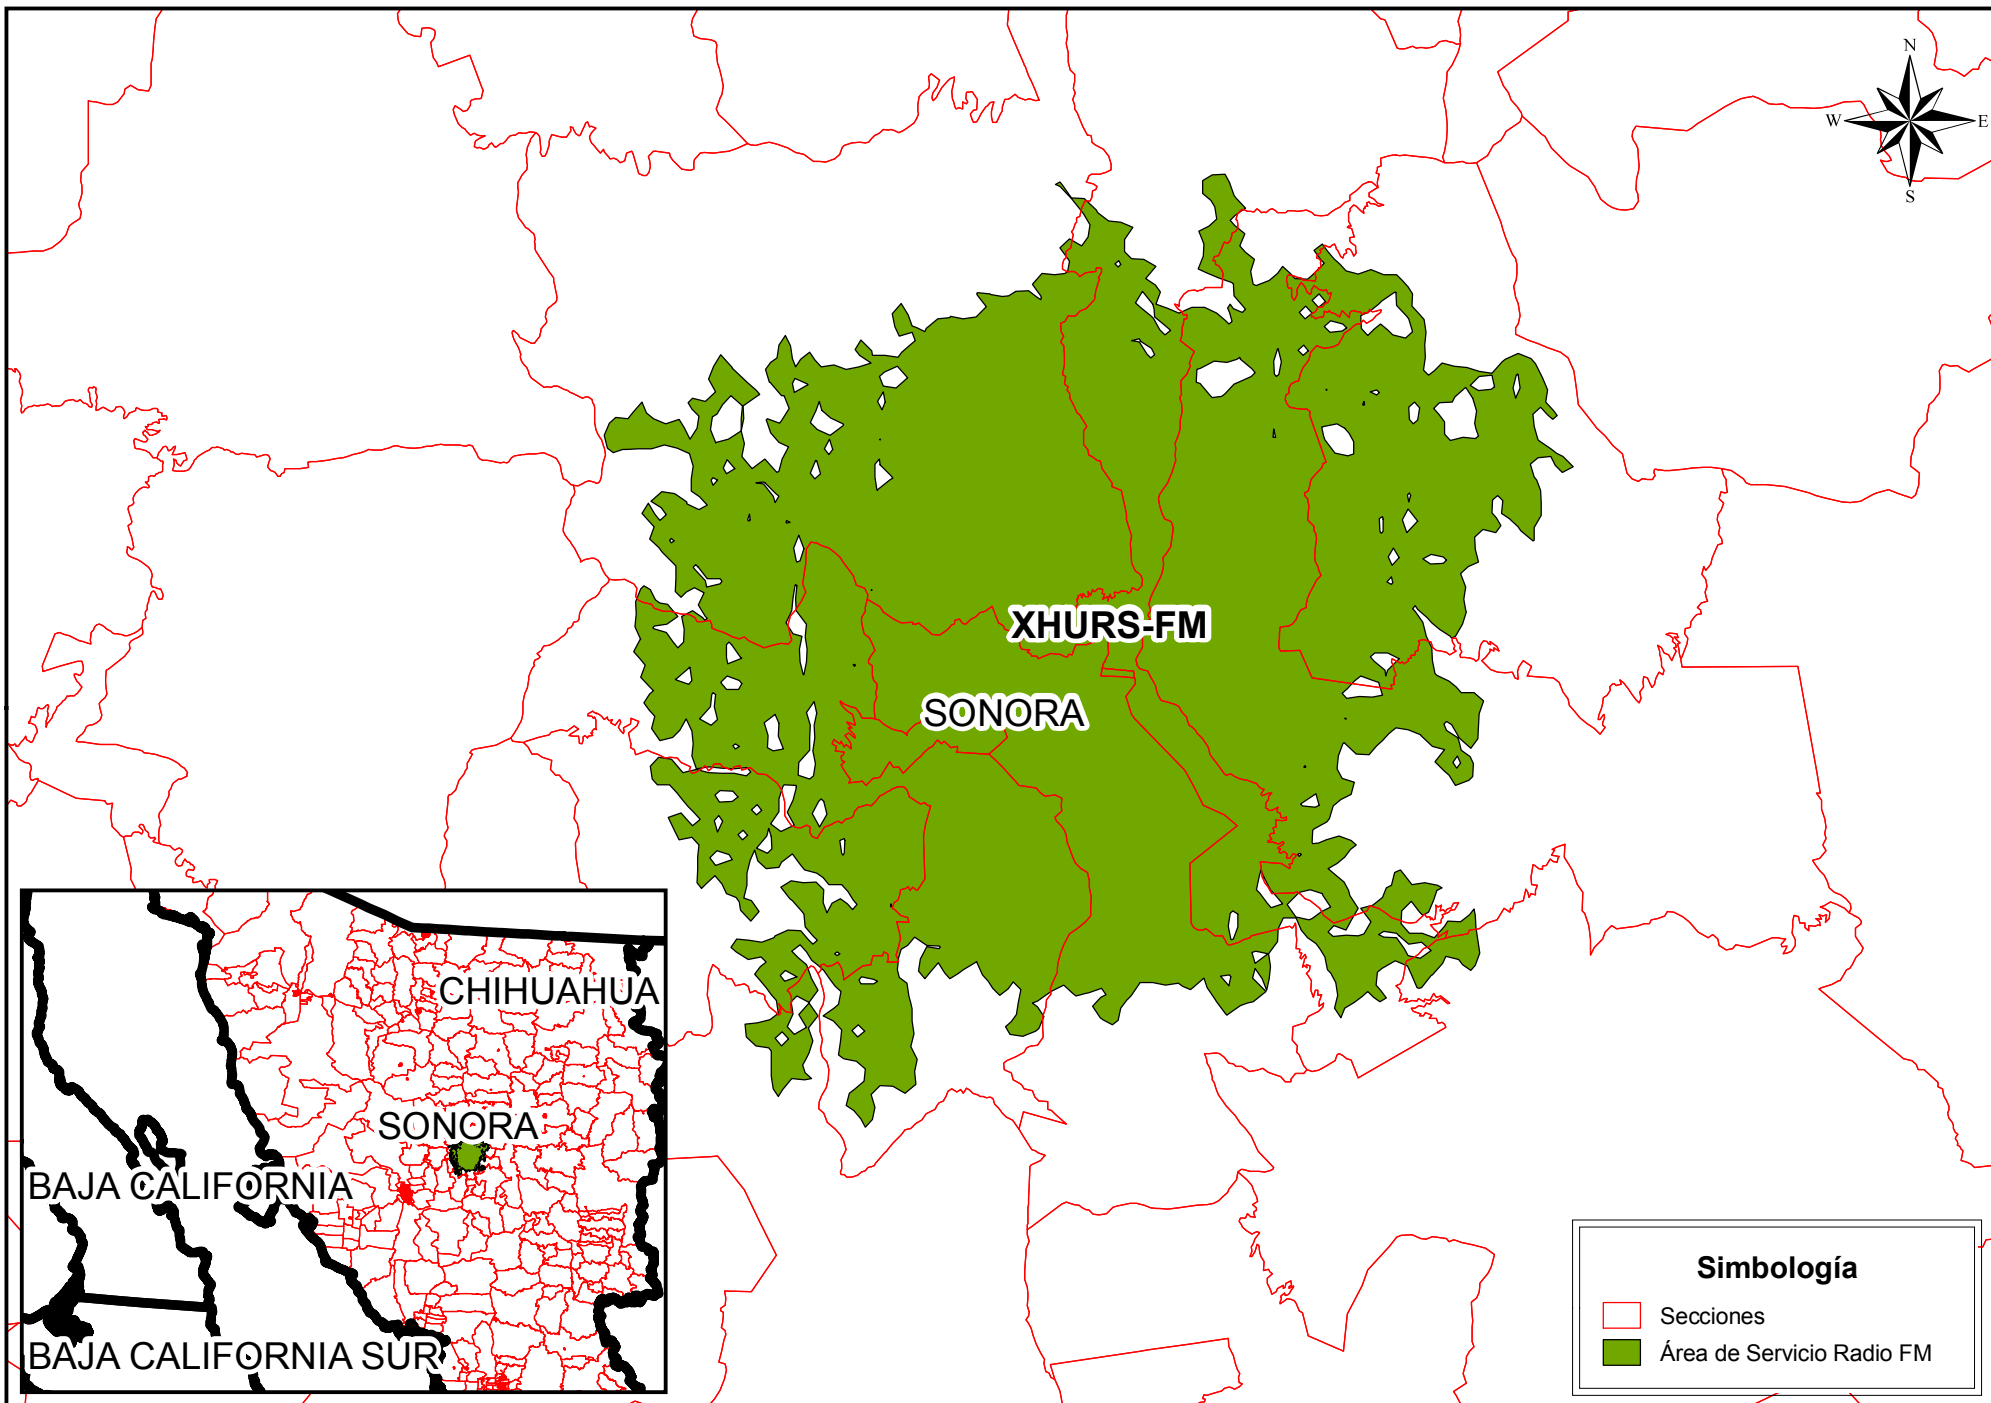 N
W E
S
XHURS-FM
SONORA
CHIHUAHUA
SONORA
BAJA CALIFORNIA
BAJA CALIFORNIA SUR
Simbología
Secciones
Área de Servicio Radio FM